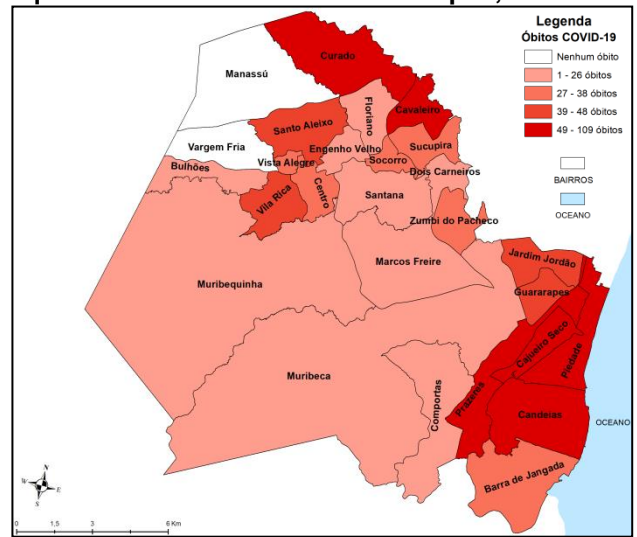 Legenda
Óbitos COVID-19
Nenhum óbito
1 - 26 óbitos
27 - 38 óbitos
39 - 48 óbitos
49 - 109 óbitos
BAIRROS
OCEANO
Curado
Manassú
Floriano
Cavaleiro
Santo Aleixo
Vargem Fria
Engenho Velho
Sucupira
Bulhões
Vista Alegre
Socorro
Dois Carneiros
Vila Rica
Centro
Santana
Zumbi do Pacheco
Marcos Freire
Jardim Jordão
Muribequinha
Guararapes
Cajueiro Seco
Piedade
Muribeca
Comportas
Prazeres
Candeias
OCEANO
Barra de Jangada
N
W
E
S
0 1,5 3 6 Km